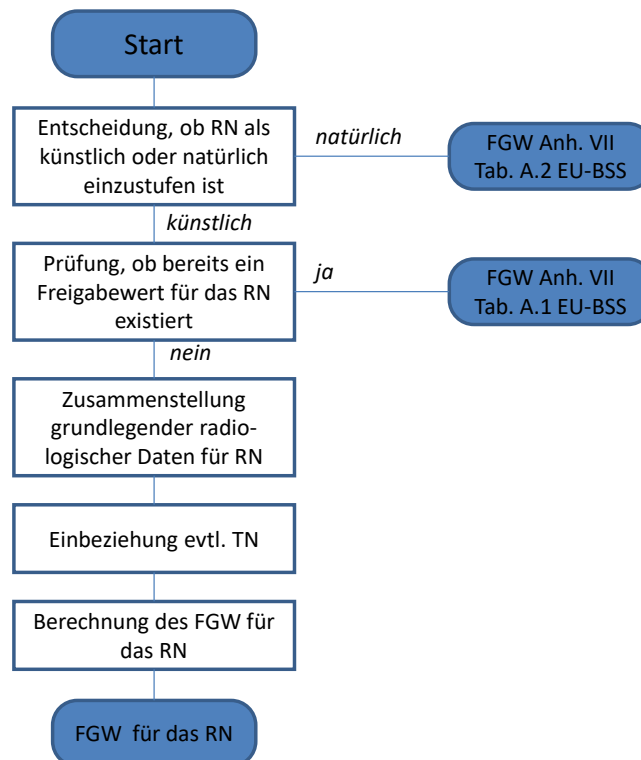 Start
Entscheidung, ob RN als
künstlich oder natürlich
einzustufen ist
natürlich
FGW Anh. VII
Tab. A.2 EU-BSS
künstlich
Prüfung, ob bereits ein
Freigabewert für das RN
existiert
ja
FGW Anh. VII
Tab. A.1 EU-BSS
nein
Zusammenstellung
grundlegender radio-
logischer Daten für RN
Einbeziehung evtl. TN
Berechnung des FGW für
das RN
FGW für das RN